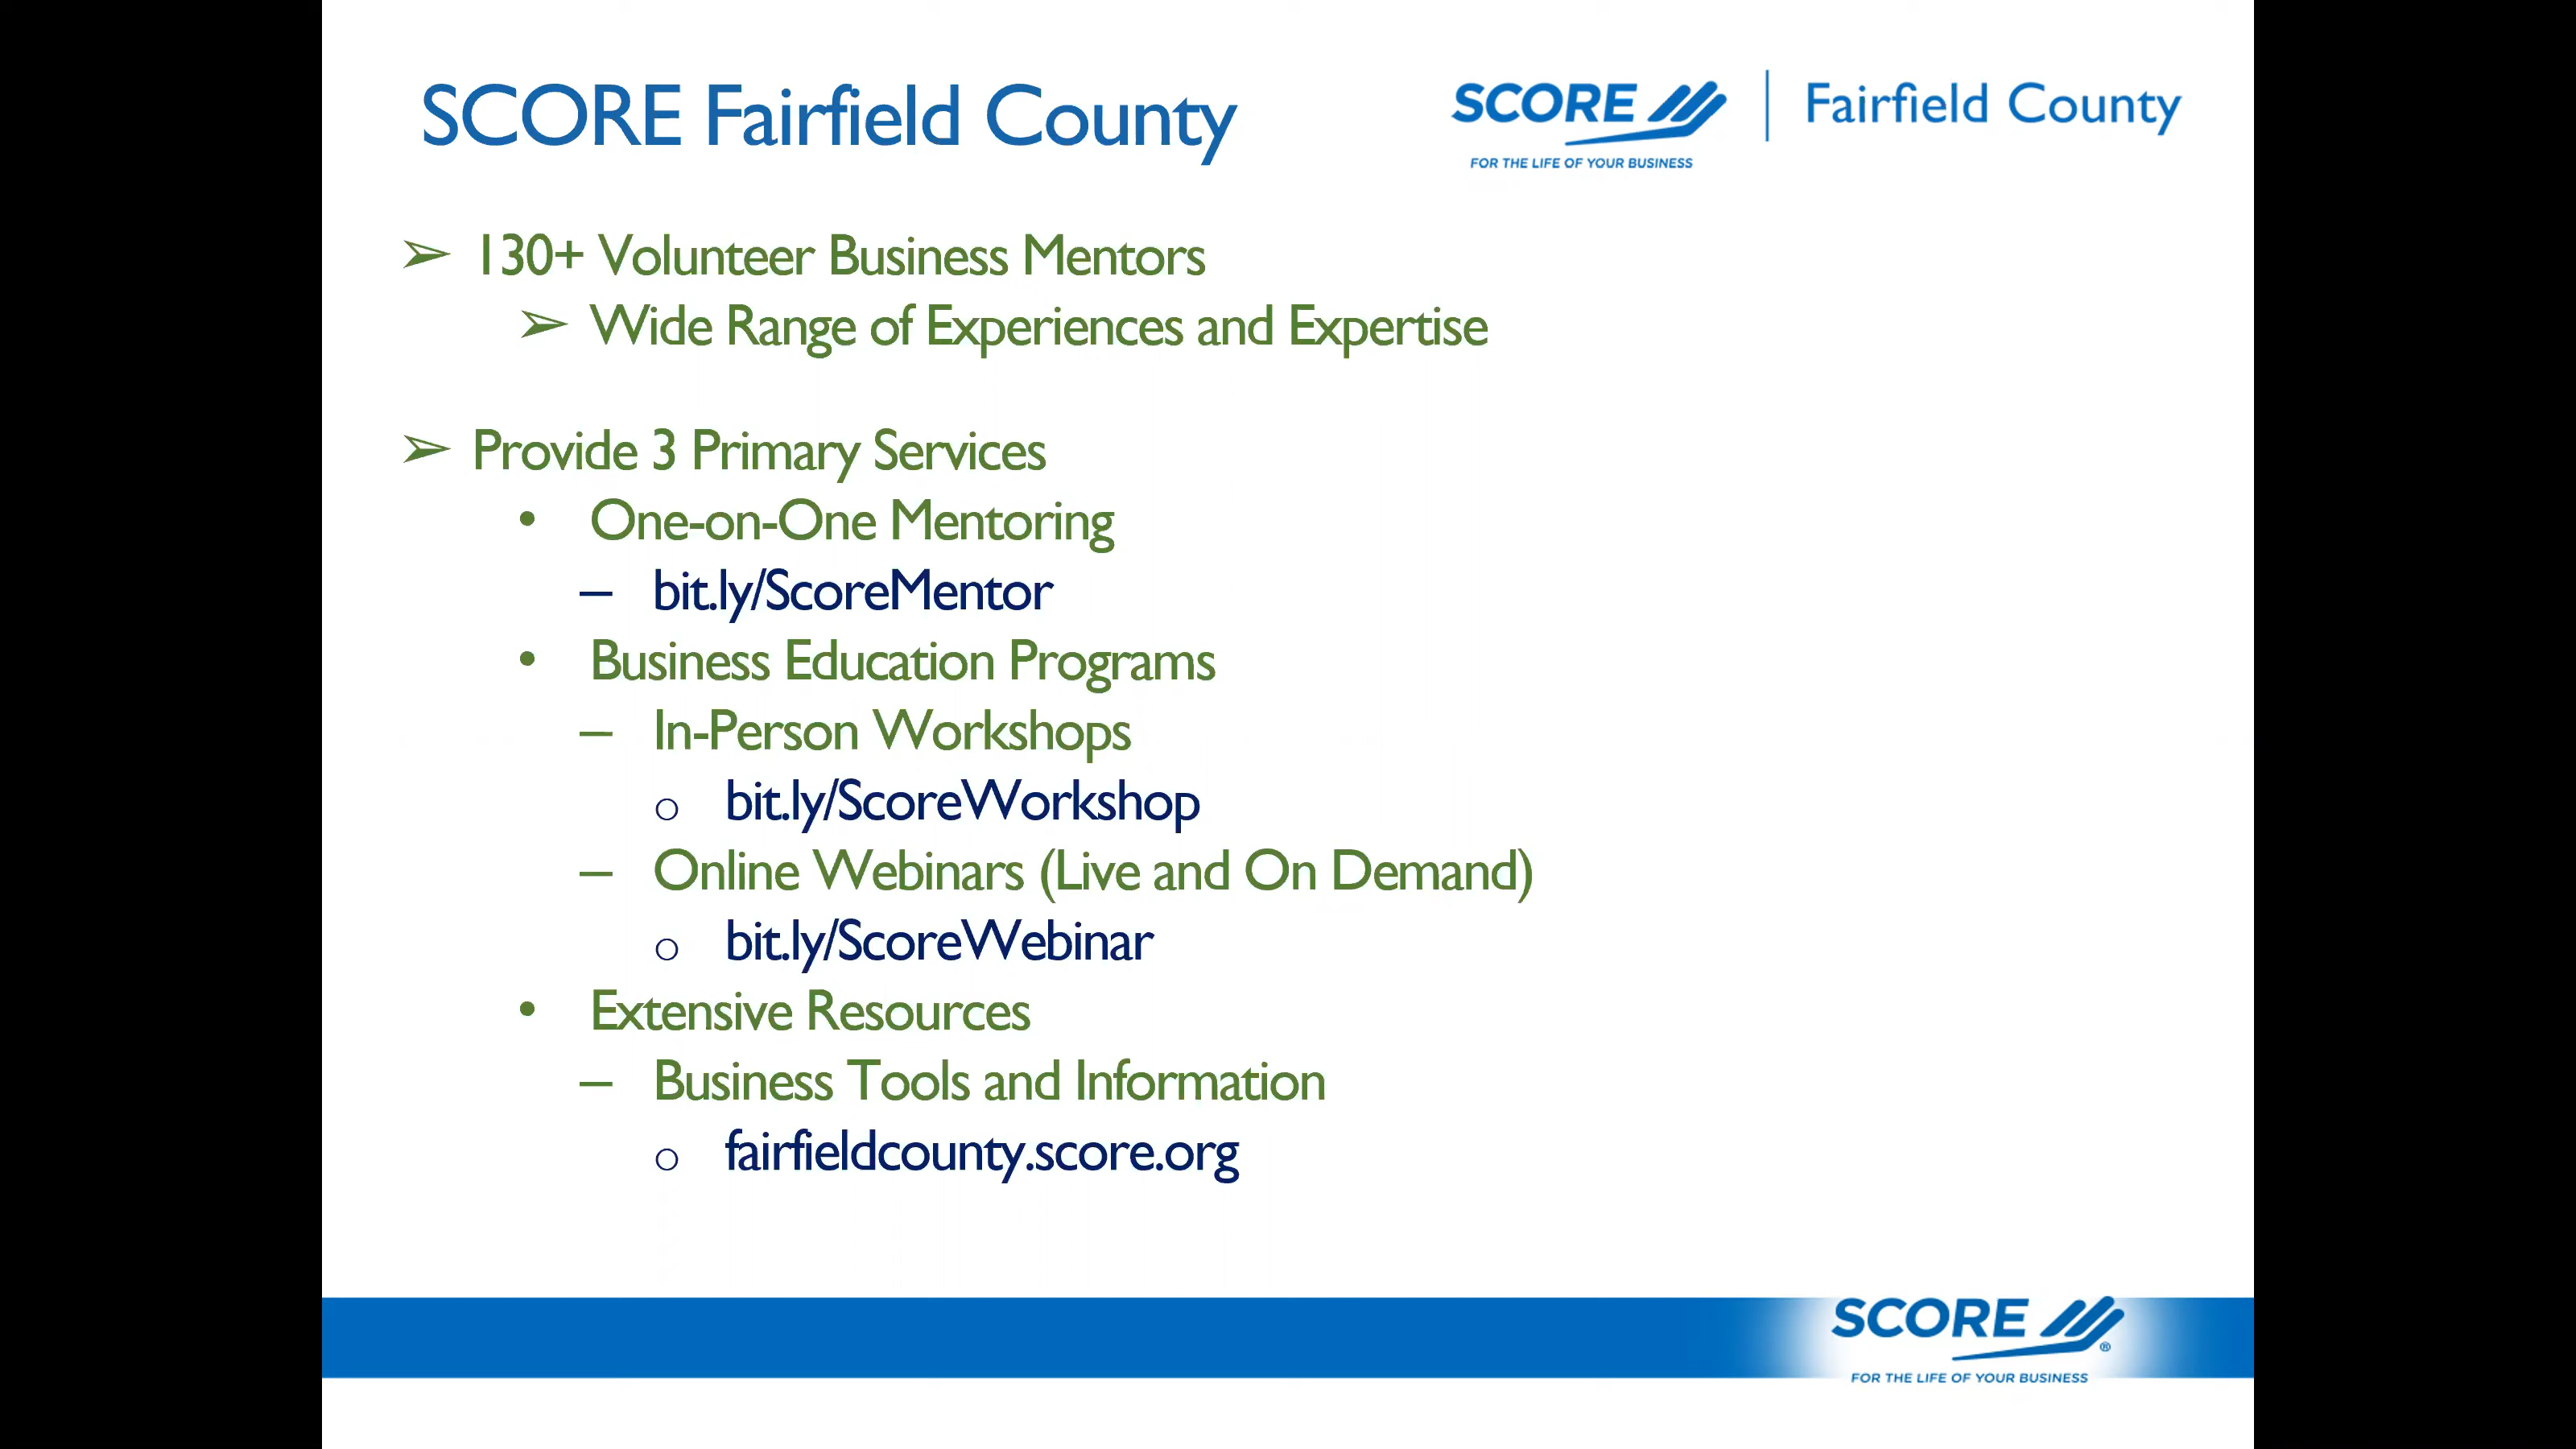 SCORE Fairfield County
SCORE | Fairfield County
FOR THE LIFE OF YOUR BUSINESS
➢ 130+ Volunteer Business Mentors
➢ Wide Range of Experiences and Expertise
➢ Provide 3 Primary Services
• One-on-One Mentoring
– bit.ly/ScoreMentor
• Business Education Programs
– In-Person Workshops
o bit.ly/ScoreWorkshop
– Online Webinars (Live and On Demand)
o bit.ly/ScoreWebinar
• Extensive Resources
– Business Tools and Information
o fairfieldcounty.score.org
SCORE ®
FOR THE LIFE OF YOUR BUSINESS